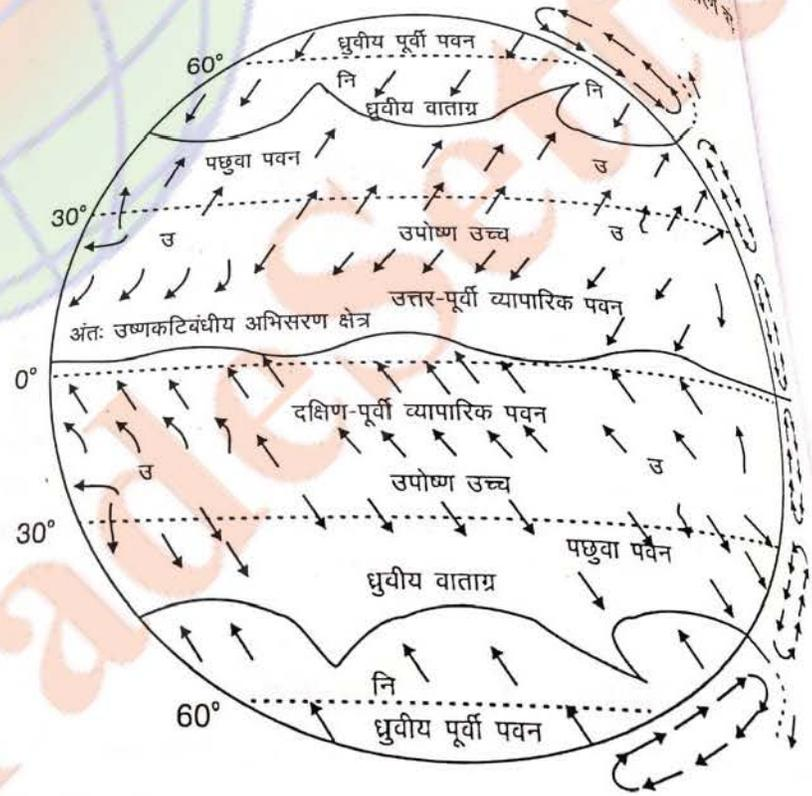 ध्रुवीय पूर्वी पवन
60°
नि
नि
ध्रुवीय वाताग्र
पछुवा पवन
उ
30°
उ
उपोष्ण उच्च
उ
उत्तर-पूर्वी व्यापारिक पवन
अंतः उष्णकटिबंधीय अभिसरण क्षेत्र
0°
दक्षिण-पूर्वी व्यापारिक पवन
उ
उ
उपोष्ण उच्च
30°
पछुवा पवन
ध्रुवीय वाताग्र
नि
60°
ध्रुवीय पूर्वी पवन